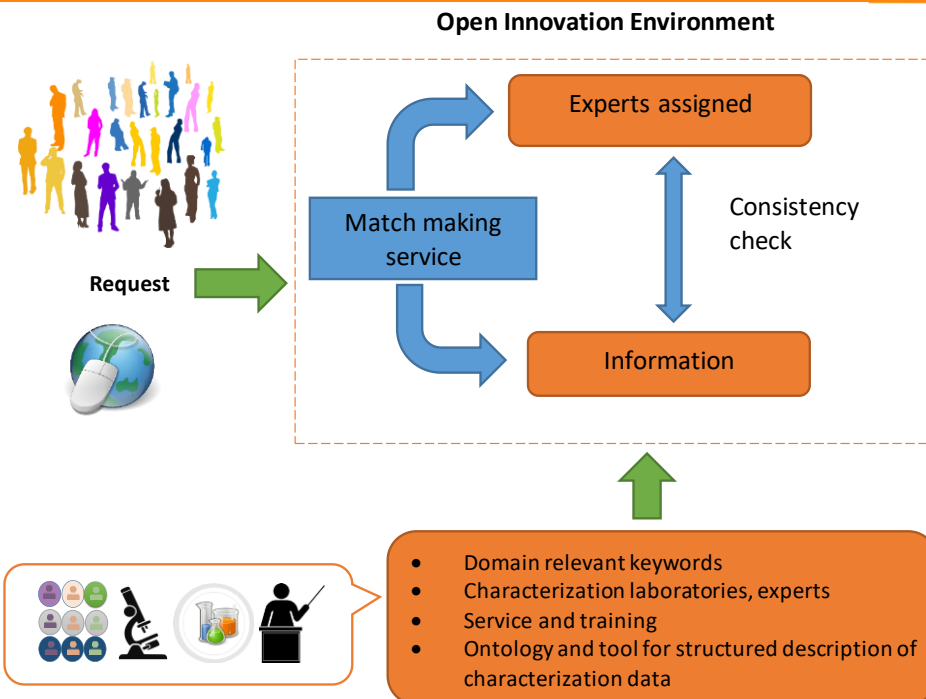 Open Innovation Environment
Experts assigned
Match making
service
Consistency
check
Request
Information
• Domain relevant keywords
• Characterization laboratories, experts
• Service and training
• Ontology and tool for structured description of
characterization data